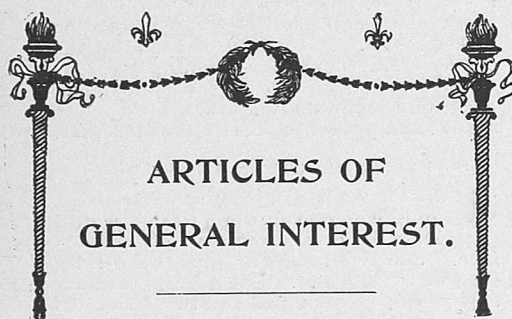 ARTICLES OF
GENERAL INTEREST.